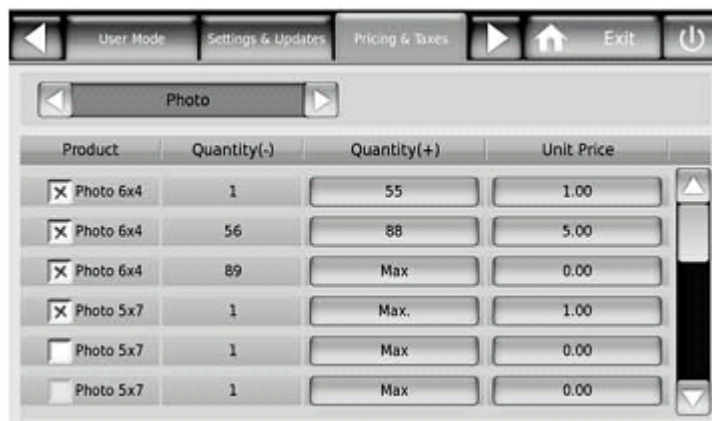 User Mode Settings & Updates Pricing & Taxes Exit
Photo
Product Quantity(-) Quantity(+) Unit Price
Photo 6x4 1 55 1.00
Photo 6x4 56 88 5.00
Photo 6x4 89 Max 0.00
Photo 5x7 1 Max. 1.00
Photo 5x7 1 Max 0.00
Photo 5x7 1 Max 0.00